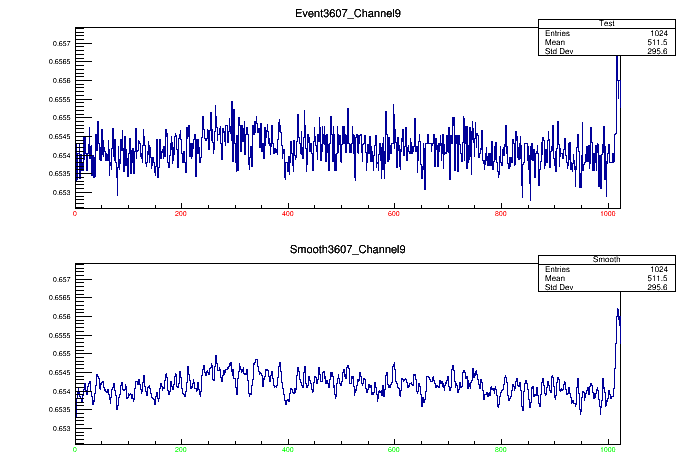 Event3607_Channel9
Test
Entries 1024
Mean 511.5
Std Dev 295.6
0.657
0.6565
0.656
0.6555
0.655
0.6545
0.654
0.6535
0.653
0 200 400 600 800 1000
Smooth3607_Channel9
Smooth
Entries 1024
Mean 511.5
Std Dev 295.6
0.657
0.6565
0.656
0.6555
0.655
0.6545
0.654
0.6535
0.653
0 200 400 600 800 1000